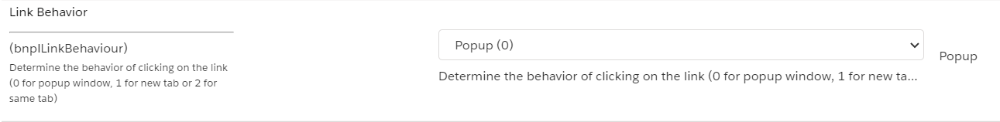 Link Behavior
(bnplLinkBehaviour)
Determine the behavior of clicking on the link
(0 for popup window, 1 for new tab or 2 for
same tab)
Popup (0)
Determine the behavior of clicking on the link (0 for popup window, 1 for new ta...
Popup